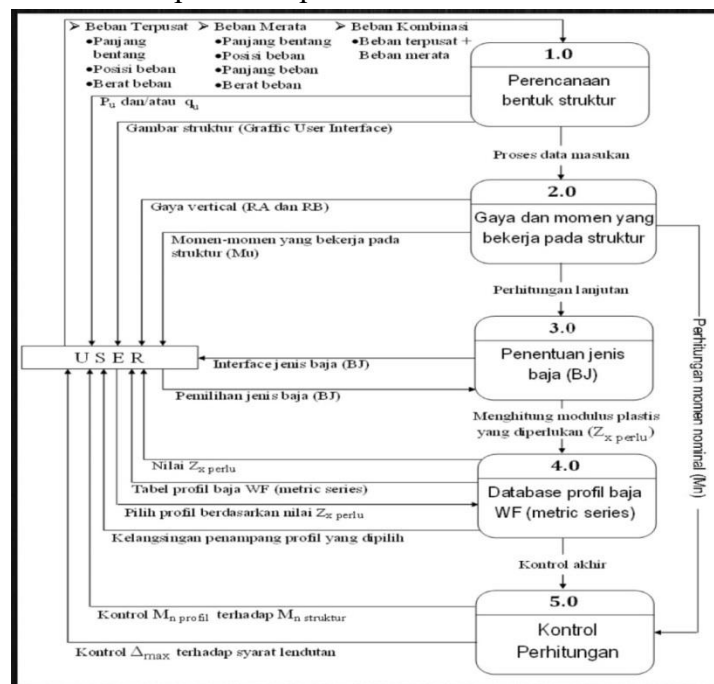 ➢ Beban Terpusat
•Panjang
bentang
•Posisi beban
•Berat beban
➢ Beban Merata
•Panjang bentang
•Posisi beban
•Panjang beban
•Berat beban
➢ Beban Kombinasi
•Beban terpusat +
Beban merata
1.0
Perencanaan
bentuk struktur
Pu dan/atau qu
Gambar struktur (Graffic User Interface)
Proses data masukan
2.0
Gaya dan momen yang
bekerja pada struktur
Gaya vertical (RA dan RB)
Momen-momen yang bekerja pada
struktur (Mu)
Perhitungan lanjutan
Perhitungan momen nominal (Mn)
3.0
Penentuan jenis
baja (BJ)
USER
Interface jenis baja (BJ)
Pemilihan jenis baja (BJ)
Menghitung modulus plastis
yang diperlukan (Zx perlu)
4.0
Database profil baja
WF (metric series)
Nilai Zx perlu
Tabel profil baja WF (metric series)
Pilih profil berdasarkan nilai Zx perlu
Kelangsingan penampang profil yang dipilih
Kontrol akhir
5.0
Kontrol
Perhitungan
Kontrol Mn profil terhadap Mn struktur
Kontrol Δmax terhadap syarat lendutan